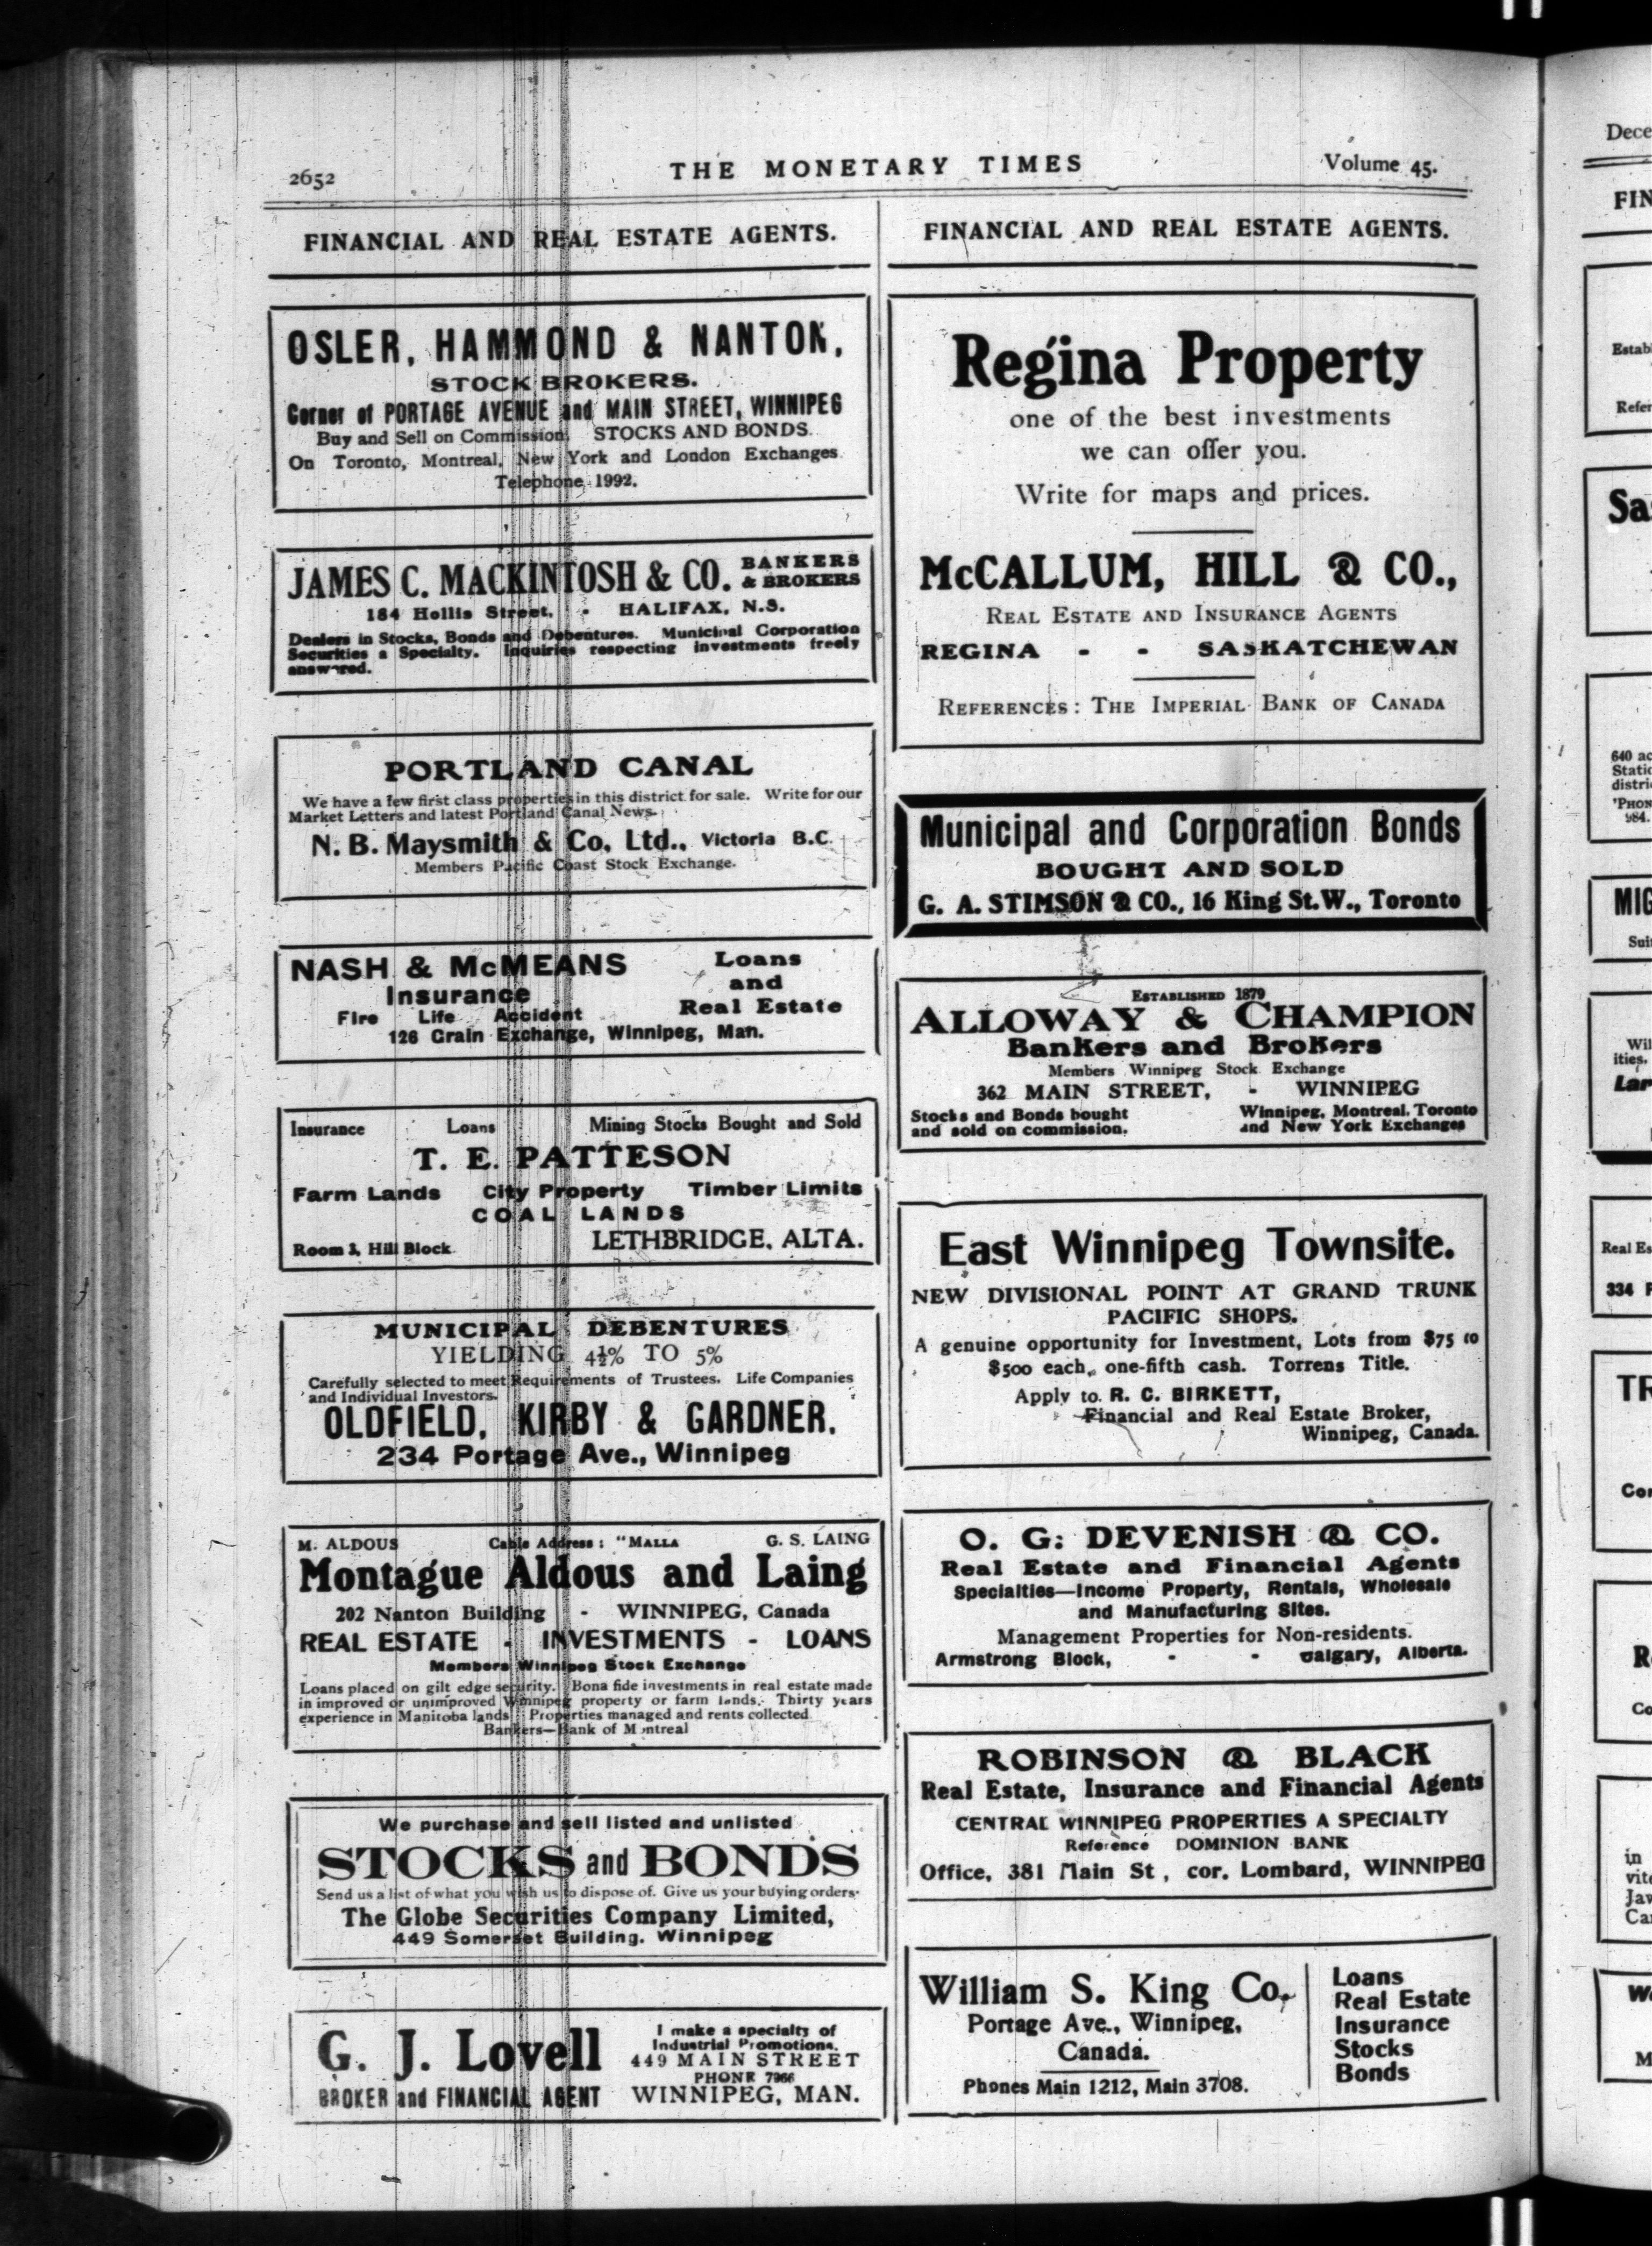 2652
THE MONETARY TIMES
Volume 45.
FINANCIAL AND REAL ESTATE AGENTS.
OSLER, HAMMOND & NANTON,
STOCK BROKERS.
Corner of PORTAGE AVENUE and MAIN STREET, WINNIPEG
Buy and Sell on Commission. STOCKS AND BONDS.
On Toronto, Montreal, New York and London Exchanges.
Telephone 1992.
JAMES C. MACKINTOSH & CO. BANKERS
& BROKERS
184 Hollis Street, - HALIFAX, N.S.
Dealers in Stocks, Bonds and Debentures. Municipal Corporation
Securities a Specialty. Inquiries respecting investments freely
answered.
PORTLAND CANAL
We have a few first class properties in this district for sale. Write for our
Market Letters and latest Portland Canal News.
N. B. Maysmith & Co, Ltd., Victoria B.C.
Members Pacific Coast Stock Exchange.
NASH & McMEANS
Insurance
Fire Life Accident
Loans
and
Real Estate
126 Grain Exchange, Winnipeg, Man.
Insurance Loans Mining Stocks Bought and Sold
T. E. PATTESON
Farm Lands City Property Timber Limits
COAL LANDS
Room 3, Hill Block LETHBRIDGE, ALTA.
MUNICIPAL DEBENTURES
YIELDING 4½% TO 5%
Carefully selected to meet Requirements of Trustees. Life Companies
and Individual Investors.
OLDFIELD, KIRBY & GARDNER,
234 Portage Ave., Winnipeg
M. ALDOUS Cable Address: "MALLA G. S. LAING
Montague Aldous and Laing
202 Nanton Building - WINNIPEG, Canada
REAL ESTATE - INVESTMENTS - LOANS
Members Winnipeg Stock Exchange
Loans placed on gilt edge security. Bona fide investments in real estate made
in improved or unimproved Winnipeg property or farm lands. Thirty years
experience in Manitoba lands. Properties managed and rents collected.
Bankers—Bank of Montreal
We purchase and sell listed and unlisted
STOCKS and BONDS
Send us a list of what you wish us to dispose of. Give us your buying orders.
The Globe Securities Company Limited,
449 Somerset Building, Winnipeg
G. J. Lovell
BROKER and FINANCIAL AGENT
I make a specialty of
Industrial Promotions.
449 MAIN STREET
PHONE 7966
WINNIPEG, MAN.
FINANCIAL AND REAL ESTATE AGENTS.
Regina Property
one of the best investments
we can offer you.
Write for maps and prices.
McCALLUM, HILL & CO.,
REAL ESTATE AND INSURANCE AGENTS
REGINA - - SASKATCHEWAN
REFERENCES: THE IMPERIAL BANK OF CANADA
Municipal and Corporation Bonds
BOUGHT AND SOLD
G. A. STIMSON & CO., 16 King St. W., Toronto
ESTABLISHED 1879
ALLOWAY & CHAMPION
Bankers and Brokers
Members Winnipeg Stock Exchange
362 MAIN STREET, - WINNIPEG
Stocks and Bonds bought
and sold on commission.
Winnipeg, Montreal, Toronto
and New York Exchanges
East Winnipeg Townsite.
NEW DIVISIONAL POINT AT GRAND TRUNK
PACIFIC SHOPS.
A genuine opportunity for Investment, Lots from $75 to
$500 each, one-fifth cash. Torrens Title.
Apply to R. C. BIRKETT,
Financial and Real Estate Broker,
Winnipeg, Canada.
O. G. DEVENISH & CO.
Real Estate and Financial Agents
Specialties—Income Property, Rentals, Wholesale
and Manufacturing Sites.
Management Properties for Non-residents.
Armstrong Block, - - Calgary, Alberta.
ROBINSON & BLACK
Real Estate, Insurance and Financial Agents
CENTRAL WINNIPEG PROPERTIES A SPECIALTY
Reference DOMINION BANK
Office, 381 Main St, cor. Lombard, WINNIPEG
William S. King Co.
Portage Ave., Winnipeg,
Canada.
Phones Main 1212, Main 3708.
Loans
Real Estate
Insurance
Stocks
Bonds